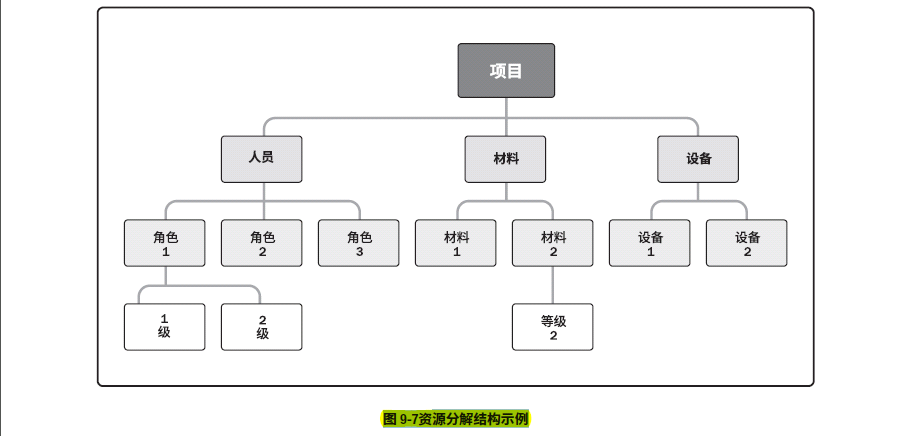 项目
人员
材料
设备
角色
1
角色
2
角色
3
材料
1
材料
2
设备
1
设备
2
1
级
2
级
等级
2
图 9-7资源分解结构示例